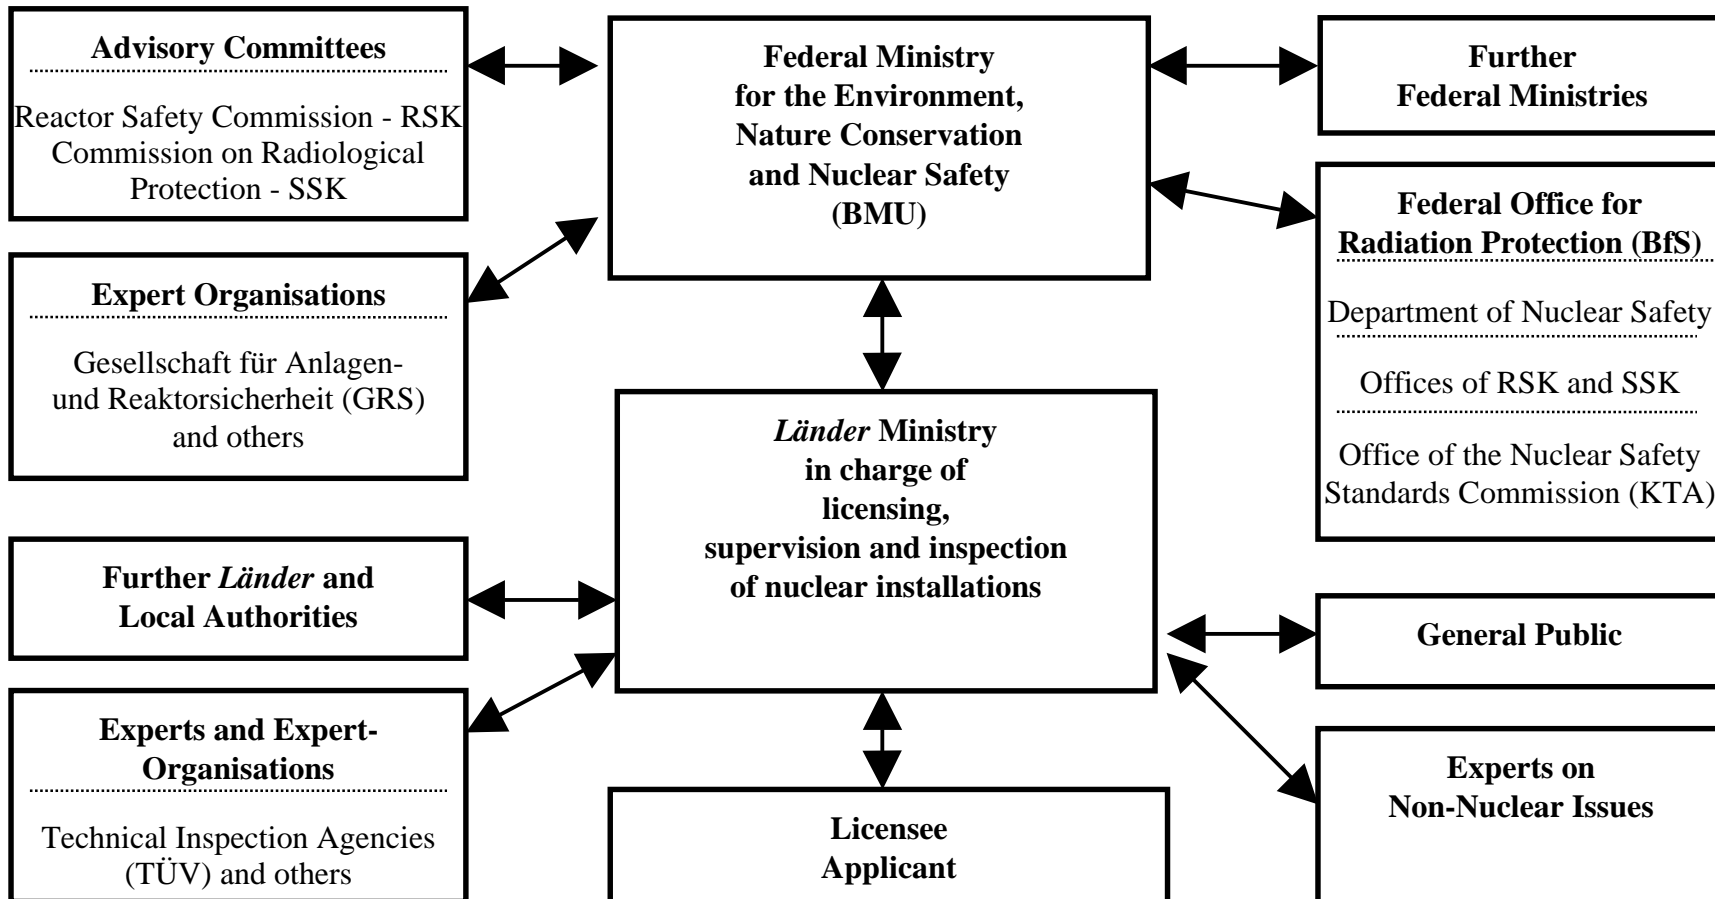 Advisory Committees
Reactor Safety Commission - RSK
Commission on Radiological
Protection - SSK
Federal Ministry
for the Environment,
Nature Conservation
and Nuclear Safety
(BMU)
Further
Federal Ministries
Federal Office for
Radiation Protection (BfS)
Department of Nuclear Safety
Offices of RSK and SSK
Office of the Nuclear Safety
Standards Commission (KTA)
Expert Organisations
Gesellschaft für Anlagen-
und Reaktorsicherheit (GRS)
and others
Länder Ministry
in charge of
licensing,
supervision and inspection
of nuclear installations
Further Länder and
Local Authorities
General Public
Experts and Expert-
Organisations
Technical Inspection Agencies
(TÜV) and others
Licensee
Applicant
Experts on
Non-Nuclear Issues